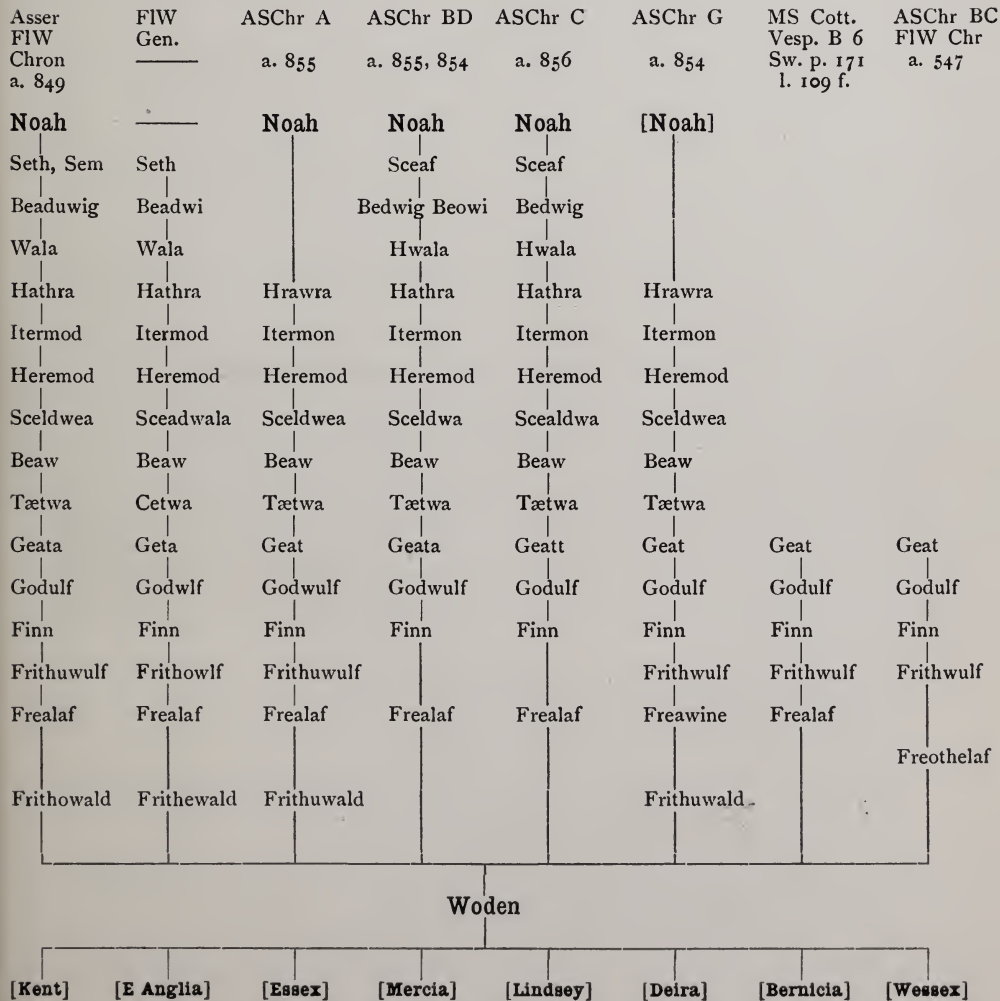 Asser FlW ASChr A ASChr BD ASChr C ASChr G MS Cott. ASChr BC
FlW Gen. Vesp. B 6 FlW Chr
Chron —— a. 855 a. 855, 854 a. 856 a. 854 Sw. p. 171 a. 547
a. 849 l. 109 f.
Noah —— Noah Noah Noah [Noah]
Seth, Sem Seth Sceaf Sceaf
Beaduwig Beadwi Bedwig Beowi Bedwig
Wala Wala Hwala Hwala
Hathra Hathra Hrawra Hathra Hathra Hrawra
Itermod Itermod Itermon Itermon Itermon Itermon
Heremod Heremod Heremod Heremod Heremod Heremod
Sceldwea Sceadwala Sceldwea Sceldwa Scealdwa Sceldwea
Beaw Beaw Beaw Beaw Beaw Beaw
Tætwa Cetwa Tætwa Tætwa Tætwa Tætwa
Geata Geta Geat Geata Geatt Geat Geat Geat
Godulf Godwlf Godwulf Godwulf Godulf Godulf Godulf Godulf
Finn Finn Finn Finn Finn Finn Finn Finn
Frithuwulf Frithowlf Frithuwulf Frithwulf Frithwulf Frithwulf
Frealaf Frealaf Frealaf Frealaf Frealaf Freawine Frealaf
Freothelaf
Frithowald Frithewald Frithuwald Frithuwald
Woden
[Kent] [E Anglia] [Essex] [Mercia] [Lindsey] [Deira] [Bernicia] [Wessex]